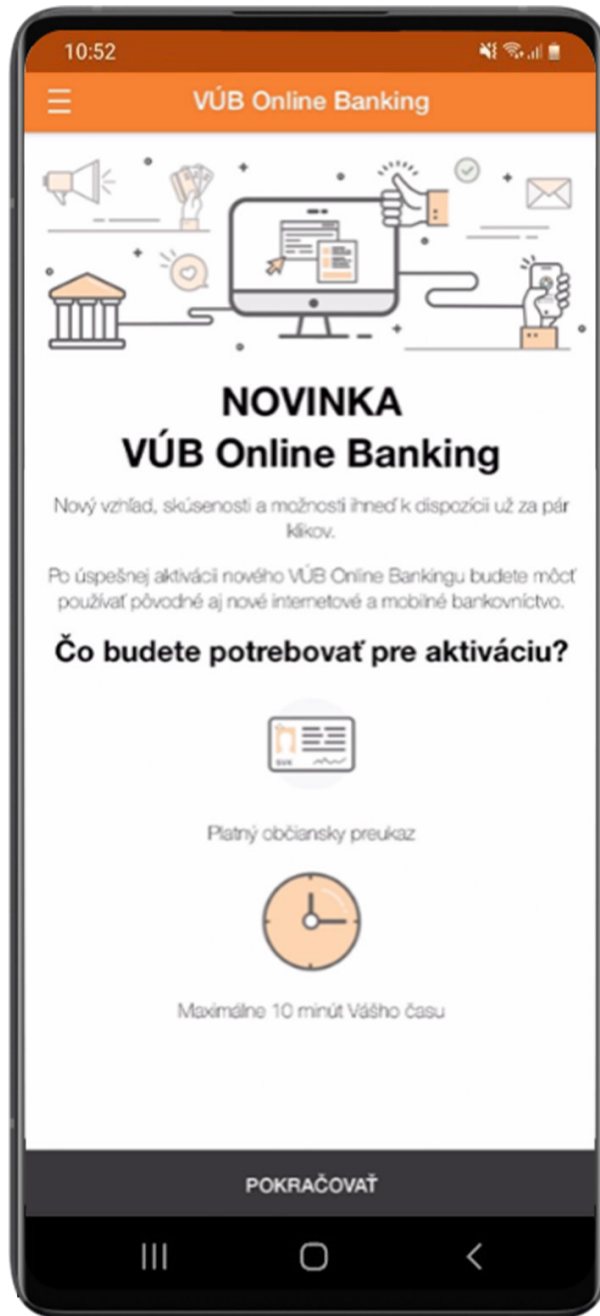 10:52
VÚB Online Banking
NOVINKA
VÚB Online Banking
Nový vzhľad, skúsenosti a možnosti ihneď k dispozícii už za pár
klikov.
Po úspešnej aktivácii nového VÚB Online Bankingu budete môcť
používať pôvodné aj nové internetové a mobilné bankovníctvo.
Čo budete potrebovať pre aktiváciu?
SVK
Platný občiansky preukaz
Maximálne 10 minút Vášho času
POKRAČOVAŤ